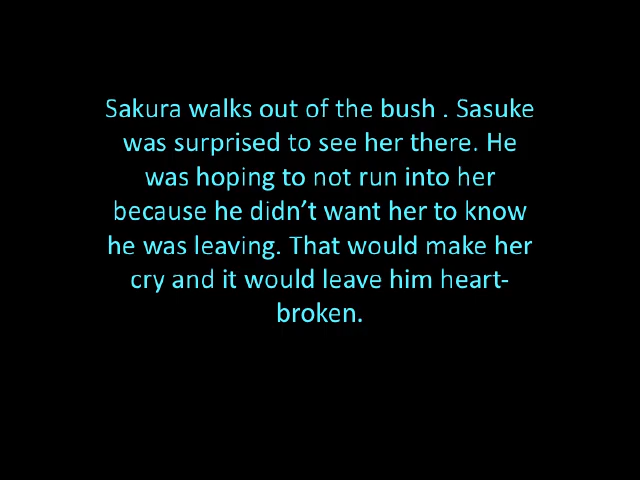 Sakura walks out of the bush . Sasuke
was surprised to see her there. He
was hoping to not run into her
because he didn’t want her to know
he was leaving. That would make her
cry and it would leave him heart-
broken.